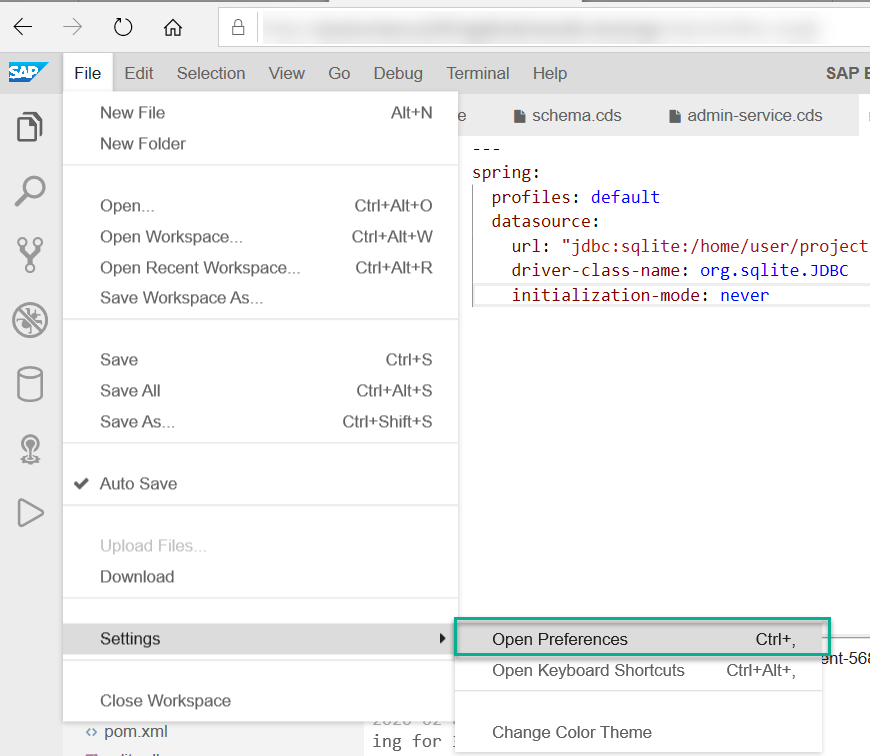 SAP File Edit Selection View Go Debug Terminal Help SAP
New File Alt+N
New Folder
Open... Ctrl+Alt+O
Open Workspace... Ctrl+Alt+W
Open Recent Workspace... Ctrl+Alt+R
Save Workspace As...
Save Ctrl+S
Save All Ctrl+Alt+S
Save As... Ctrl+Shift+S
Auto Save
Upload Files...
Download
Settings
Close Workspace
Open Preferences Ctrl+,
Open Keyboard Shortcuts Ctrl+Alt+,
Change Color Theme
schema.cds admin-service.cds
---
spring:
profiles: default
datasource:
url: "jdbc:sqlite:/home/user/project
driver-class-name: org.sqlite.JDBC
initialization-mode: never
ent-568
pom.xml
ing for